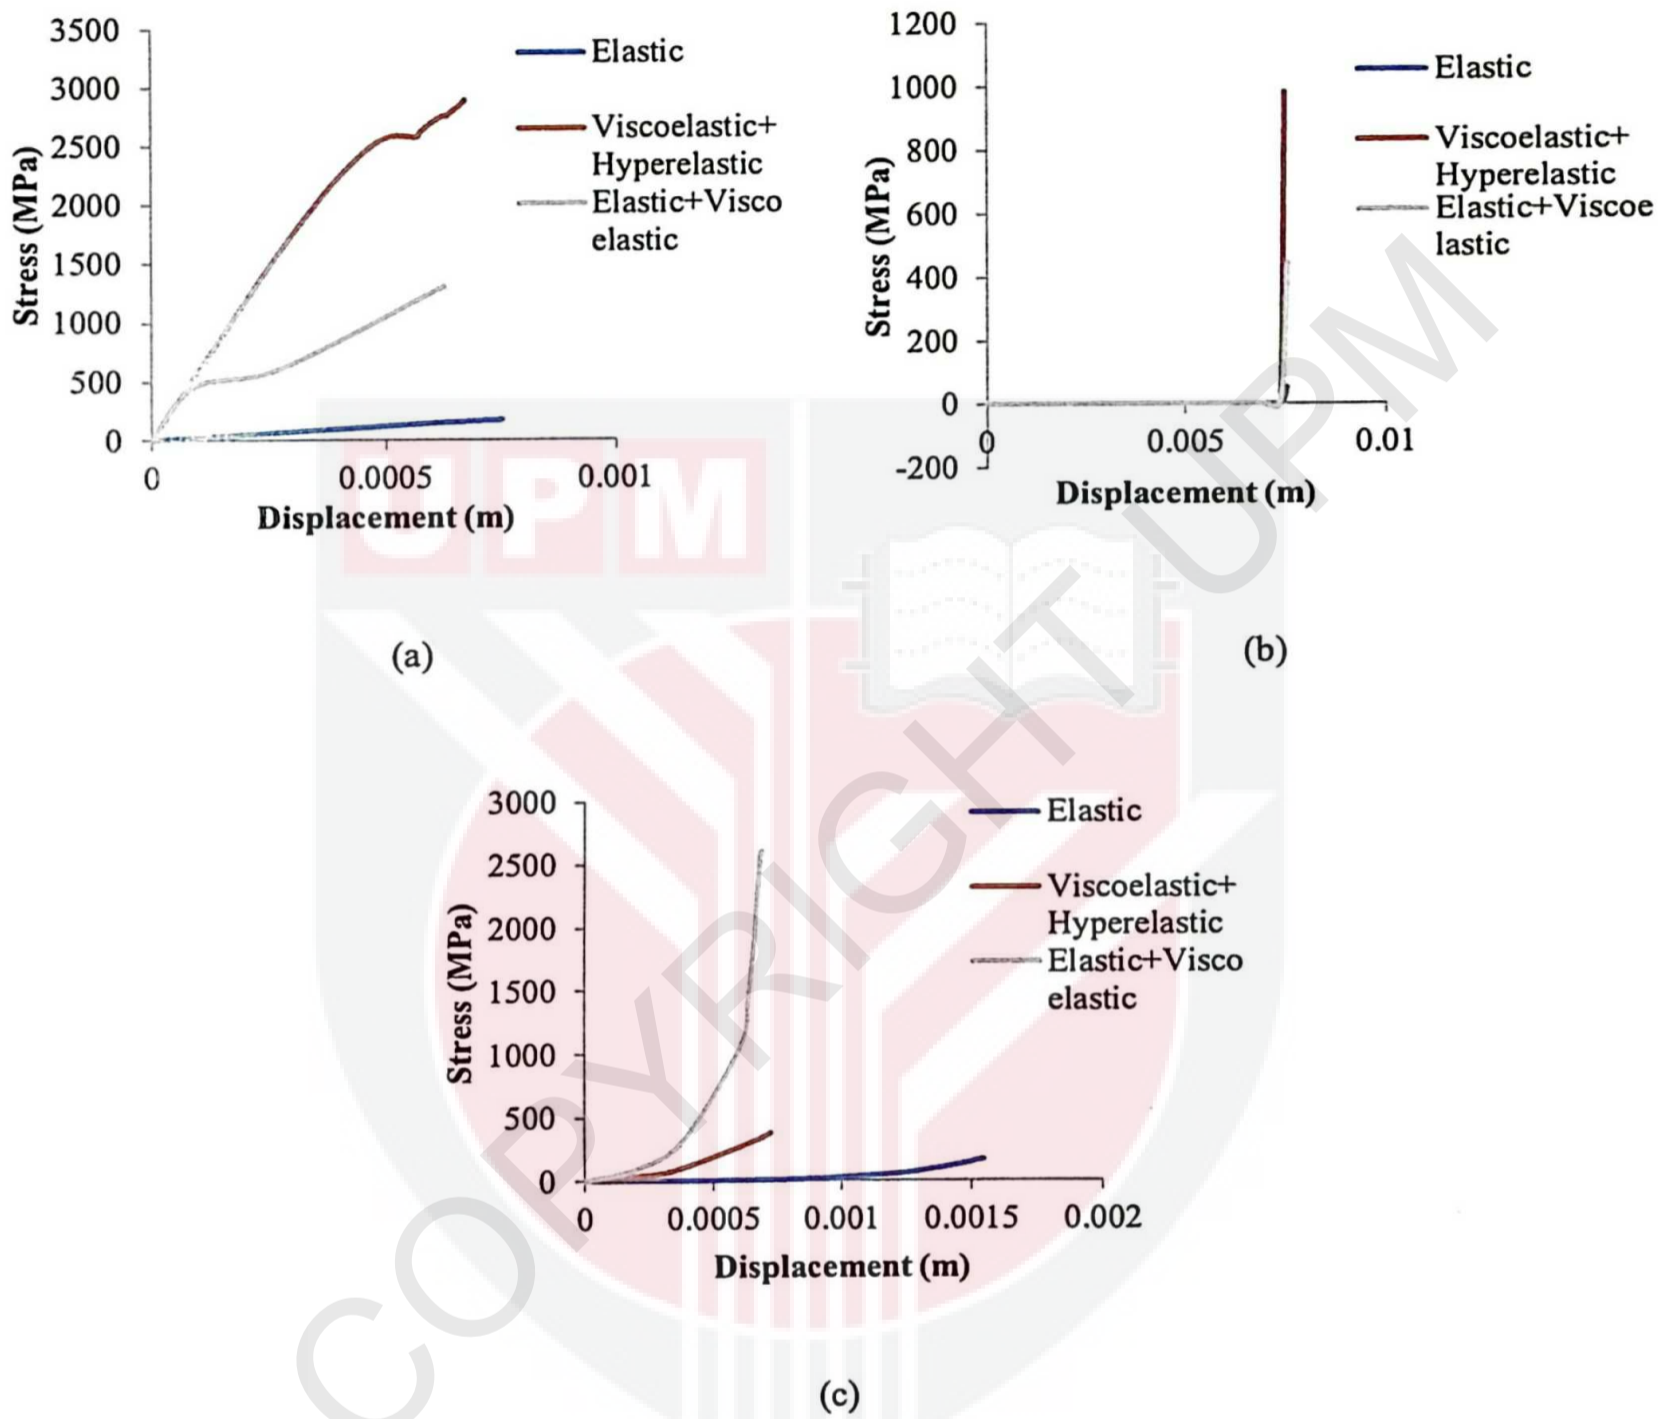 3500
3000
2500
2000
1500
1000
500
0
Stress (MPa)
0
0.0005
0.001
Displacement (m)
Elastic
Viscoelastic+
Hyperelastic
Elastic+Visco
elastic
(a)
1200
1000
800
600
400
200
0
-200
Stress (MPa)
0
0.005
0.01
Displacement (m)
Elastic
Viscoelastic+
Hyperelastic
Elastic+Viscoe
lastic
(b)
UPM
3000
2500
2000
1500
1000
500
0
Stress (MPa)
0
0.0005
0.001
0.0015
0.002
Displacement (m)
Elastic
Viscoelastic+
Hyperelastic
Elastic+Visco
elastic
(c)
COPYRIGHT UPM